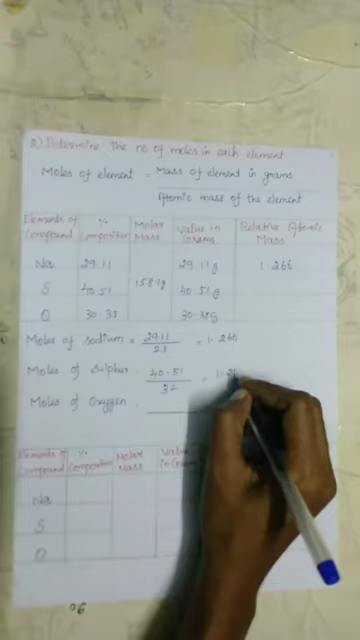 2) Determine the no of moles in each element
Moles of element = Mass of element in grams
Atomic mass of the element
Elements of Compound % Composition Molar Mass Value in Grams Relative Atomic Mass
Na 29.11 158.1g 29.11g 1.266
S 40.51 40.51g
O 30.38 30.38g
Moles of sodium = 29.11 / 23 = 1.266
Moles of Sulphur = 40.51 / 32 = 1.26
Moles of Oxygen =
Elements of Compound % Composition Molar Mass Value in
Na
S
O
06